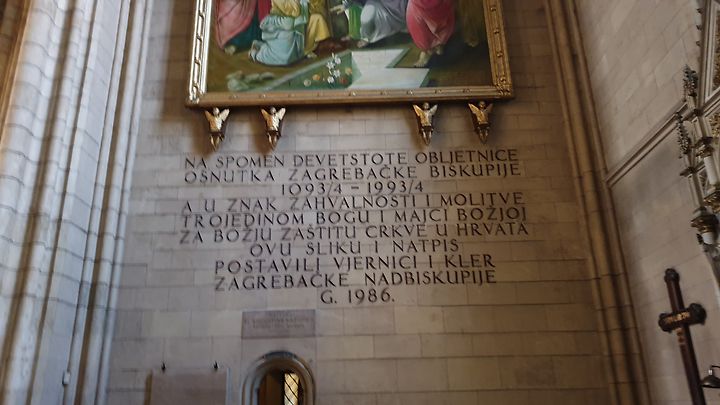 NA SPOMEN DEVETSTOTE OBLJETNICE
OSNUTKA ZAGREBAČKE BISKUPIJE
1093/4 - 1993/4
A U ZNAK ZAHVALNOSTI I MOLITVE
TROJEDINOM BOGU I MAJCI BOŽJOJ
ZA BOŽJU ZAŠTITU CRKVE U HRVATA
OVU SLIKU I NATPIS
POSTAVILI VJERNICI I KLER
ZAGREBAČKE NADBISKUPIJE
G. 1986.